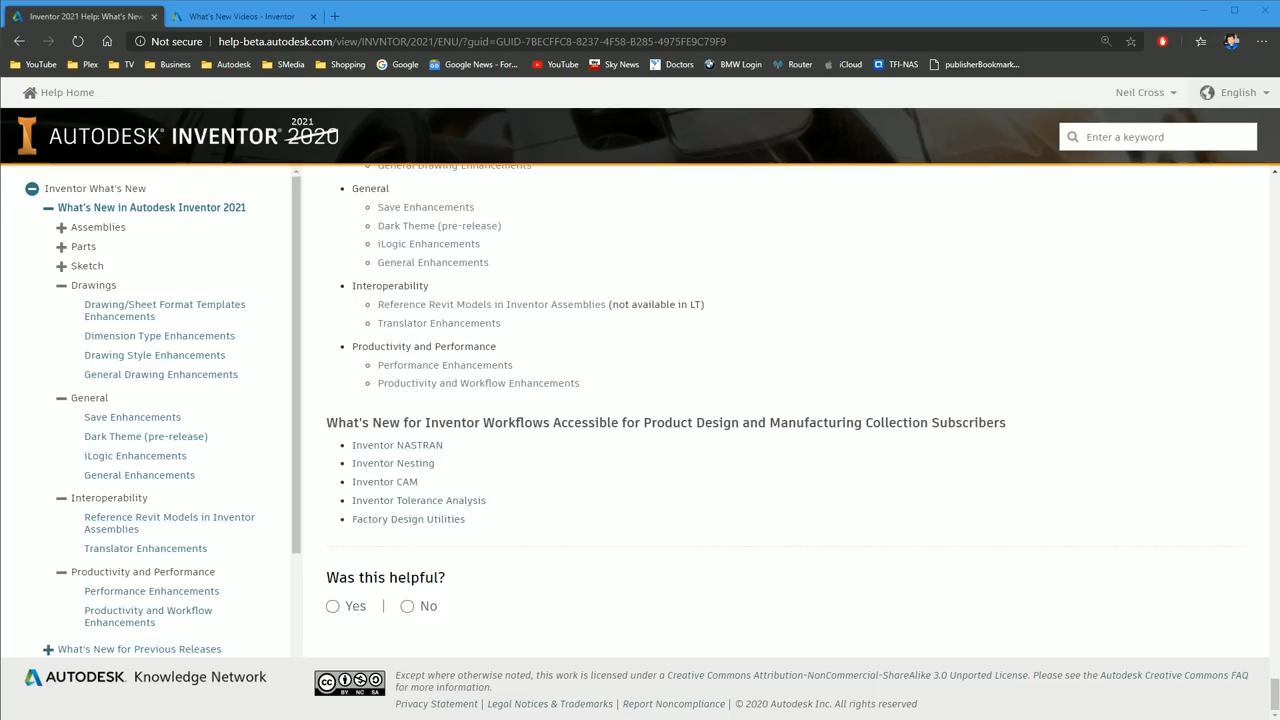 Inventor 2021 Help: What's New
What's New Videos - Inventor
Not secure | help-beta.autodesk.com/view/INVNTOR/2021/ENU/?guid=GUID-7BECFFC8-8237-4F58-B285-4975FE9C79F9
YouTube Plex TV Business Autodesk SMedia Shopping Google Google News - For... YouTube Sky News Doctors BMW Login Router iCloud TFI-NAS publisherBookmark...
Help Home
Neil Cross
English
AUTODESK® INVENTOR® 2020
2021
Enter a keyword
Inventor What's New
What's New in Autodesk Inventor 2021
Assemblies
Parts
Sketch
Drawings
Drawing/Sheet Format Templates
Enhancements
Dimension Type Enhancements
Drawing Style Enhancements
General Drawing Enhancements
General
Save Enhancements
Dark Theme (pre-release)
iLogic Enhancements
General Enhancements
Interoperability
Reference Revit Models in Inventor
Assemblies
Translator Enhancements
Productivity and Performance
Performance Enhancements
Productivity and Workflow
Enhancements
What's New for Previous Releases
General Drawing Enhancements
General
Save Enhancements
Dark Theme (pre-release)
iLogic Enhancements
General Enhancements
Interoperability
Reference Revit Models in Inventor Assemblies (not available in LT)
Translator Enhancements
Productivity and Performance
Performance Enhancements
Productivity and Workflow Enhancements
What's New for Inventor Workflows Accessible for Product Design and Manufacturing Collection Subscribers
Inventor NASTRAN
Inventor Nesting
Inventor CAM
Inventor Tolerance Analysis
Factory Design Utilities
Was this helpful?
Yes | No
AUTODESK. Knowledge Network
CC BY NC SA
Except where otherwise noted, this work is licensed under a Creative Commons Attribution-NonCommercial-ShareAlike 3.0 Unported License. Please see the Autodesk Creative Commons FAQ
for more information.
Privacy Statement | Legal Notices & Trademarks | Report Noncompliance | © 2020 Autodesk Inc. All rights reserved